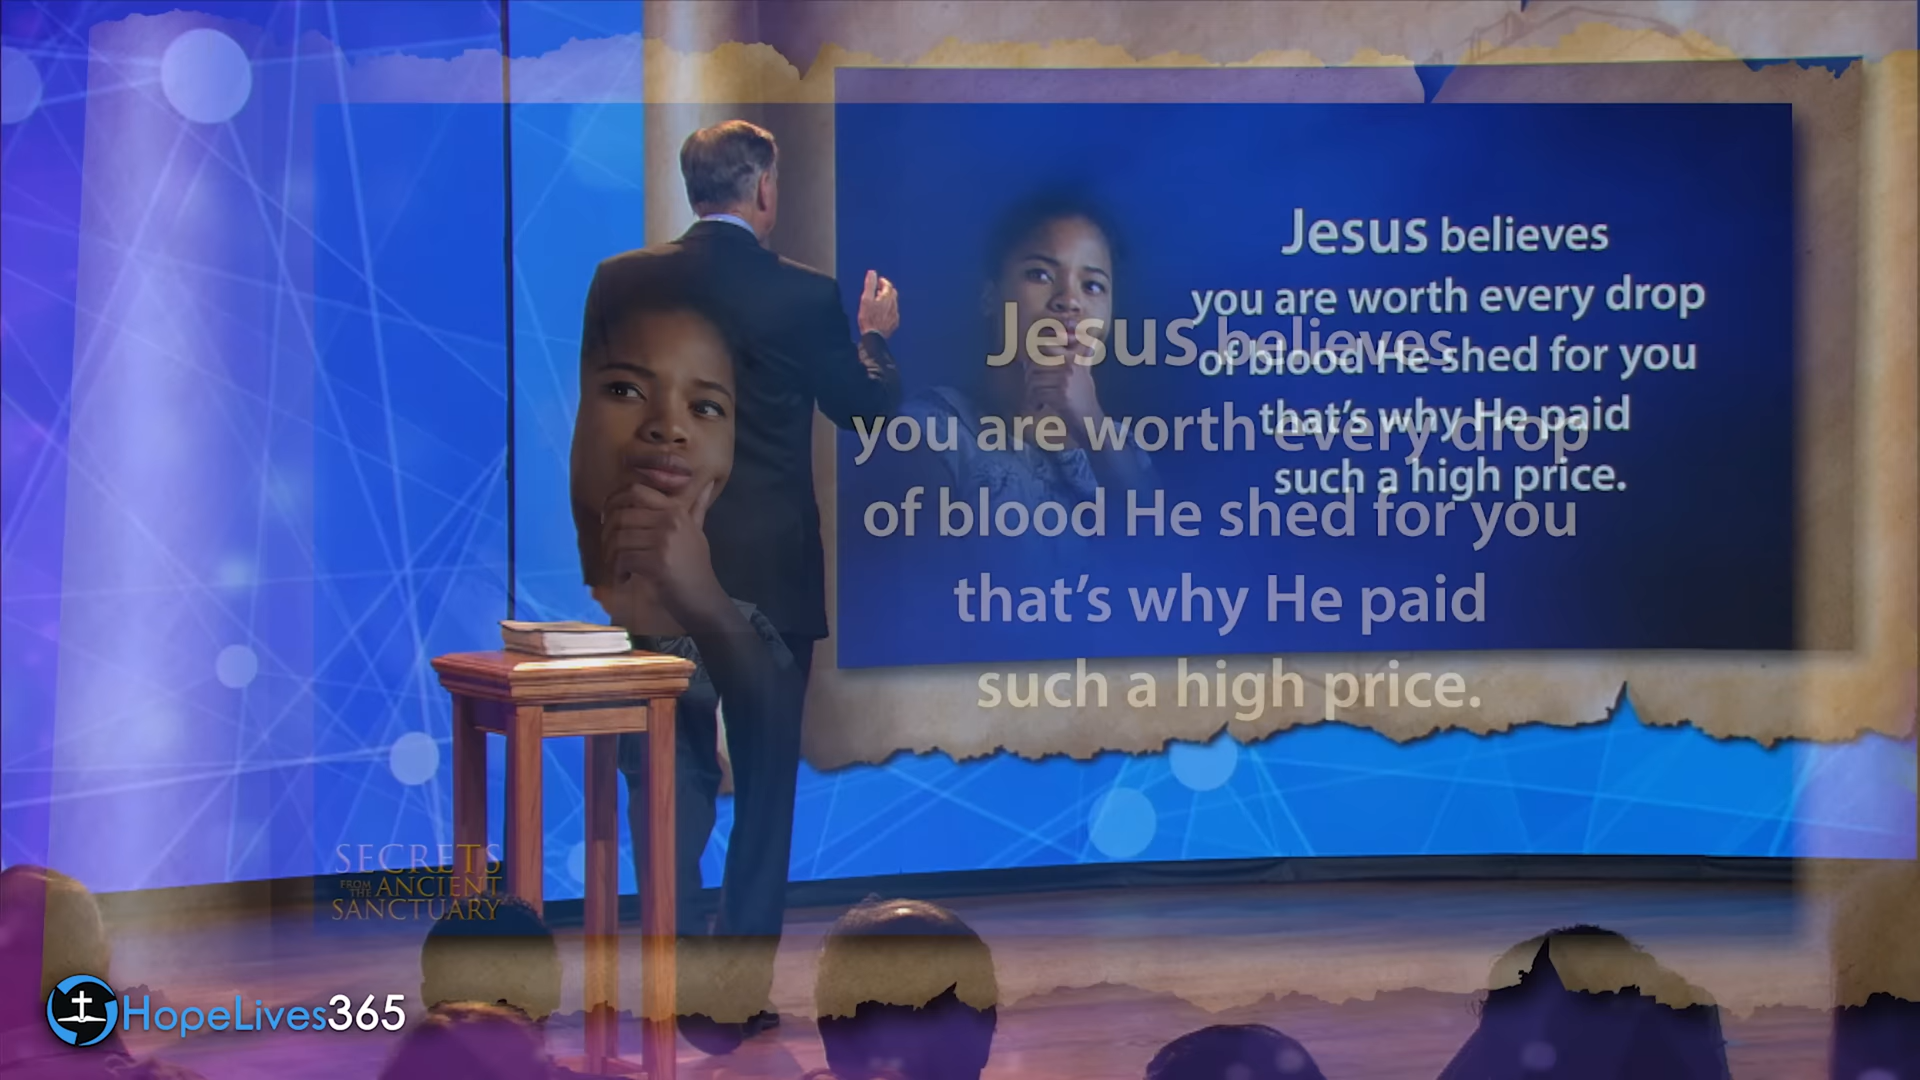 Jesus believes
you are worth every drop
of blood He shed for you
that's why He paid
such a high price.
Jesus believes
you are worth every drop
of blood He shed for you
that's why He paid
such a high price.
SECRETS
FROM THE ANCIENT
SANCTUARY
HopeLives365